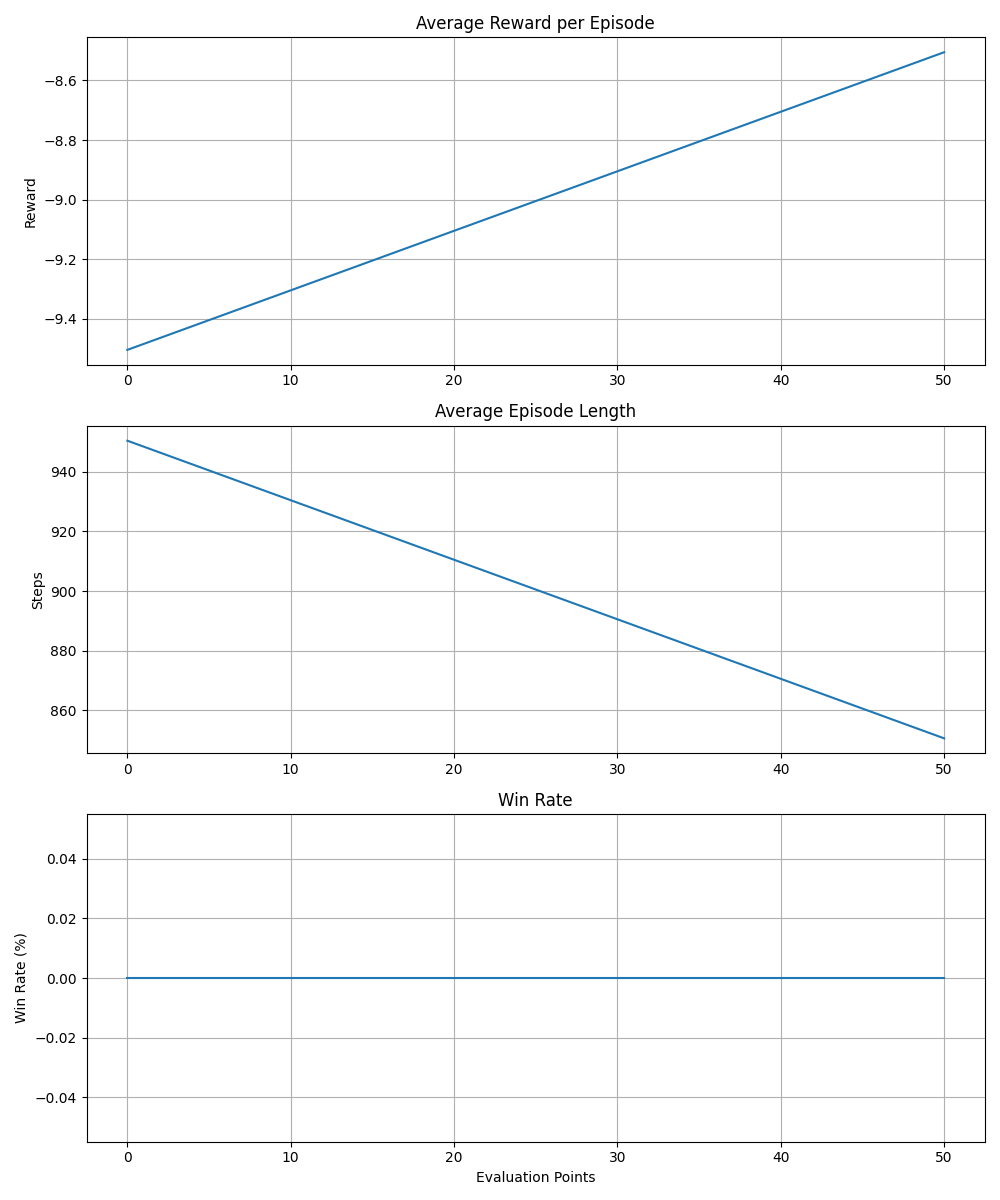 Average Reward per Episode
Reward
−8.6
−8.8
−9.0
−9.2
−9.4
0 10 20 30 40 50
Average Episode Length
Steps
940
920
900
880
860
0 10 20 30 40 50
Win Rate
Win Rate (%)
0.04
0.02
0.00
−0.02
−0.04
0 10 20 30 40 50
Evaluation Points